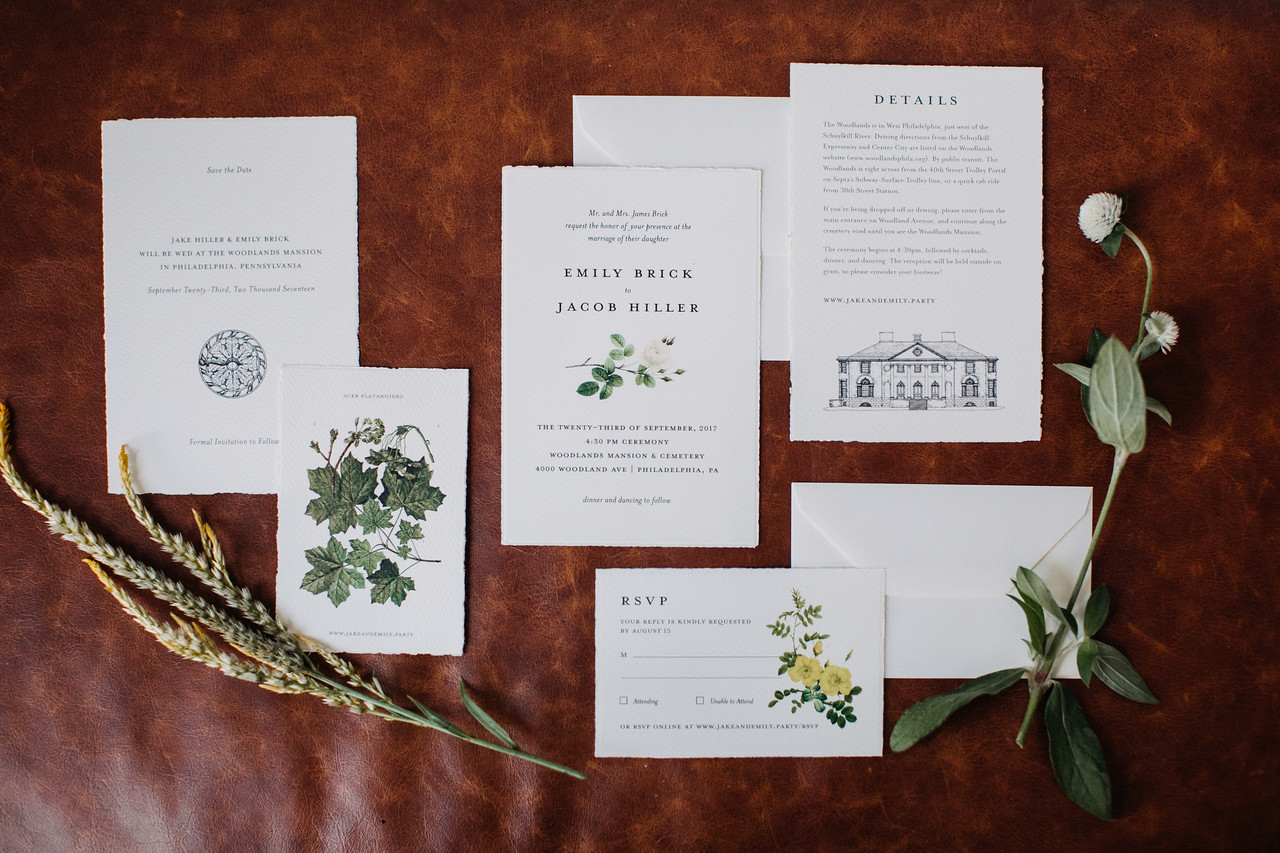 Save the Date
JAKE HILLER & EMILY BRICK
WILL BE WED AT THE WOODLANDS MANSION
IN PHILADELPHIA, PENNSYLVANIA
September Twenty-Third, Two Thousand Seventeen
Formal Invitation to Follow
ACER PLATANOIDES
WWW.JAKEANDEMILY.PARTY
Mr. and Mrs. James Brick
request the honor of your presence at the
marriage of their daughter
EMILY BRICK
to
JACOB HILLER
THE TWENTY-THIRD OF SEPTEMBER, 2017
4:30 PM CEREMONY
WOODLANDS MANSION & CEMETERY
4000 WOODLAND AVE | PHILADELPHIA, PA
dinner and dancing to follow
DETAILS
The Woodlands is in West Philadelphia, just west of the
Schuylkill River. Driving directions from the Schuylkill
Expressway and Center City are listed on the Woodlands
website (www.woodlandsphila.org). By public transit, The
Woodlands is right across from the 40th Street Trolley Portal
on Septa's Subway-Surface Trolley line, or a quick cab ride
from 30th Street Station.
If you're being dropped off or driving, please enter from the
main entrance on Woodland Avenue, and continue along the
cemetery road until you see the Woodlands Mansion.
The ceremony begins at 4:30pm, followed by cocktails,
dinner, and dancing. The reception will be held outside on
grass, so please consider your footwear!
WWW.JAKEANDEMILY.PARTY
RSVP
YOUR REPLY IS KINDLY REQUESTED
BY AUGUST 15
M
Attending Unable to Attend
OR RSVP ONLINE AT WWW.JAKEANDEMILY.PARTY/RSVP